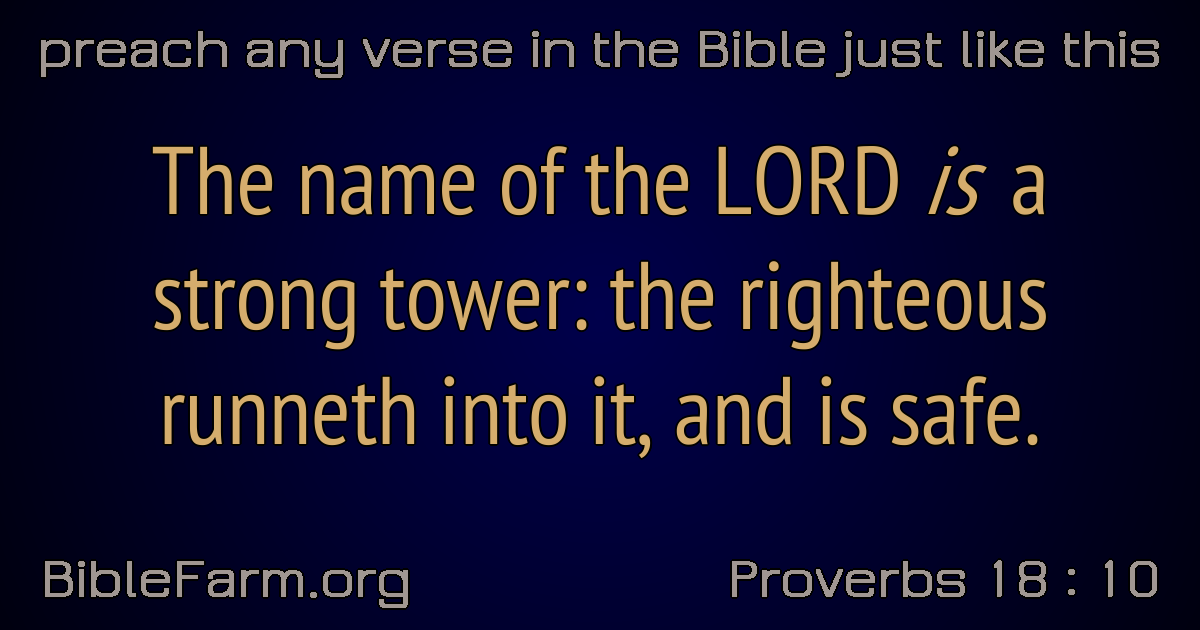 preach any verse in the Bible just like this
The name of the LORD is a
strong tower: the righteous
runneth into it, and is safe.
BibleFarm.org
Proverbs 18 : 10